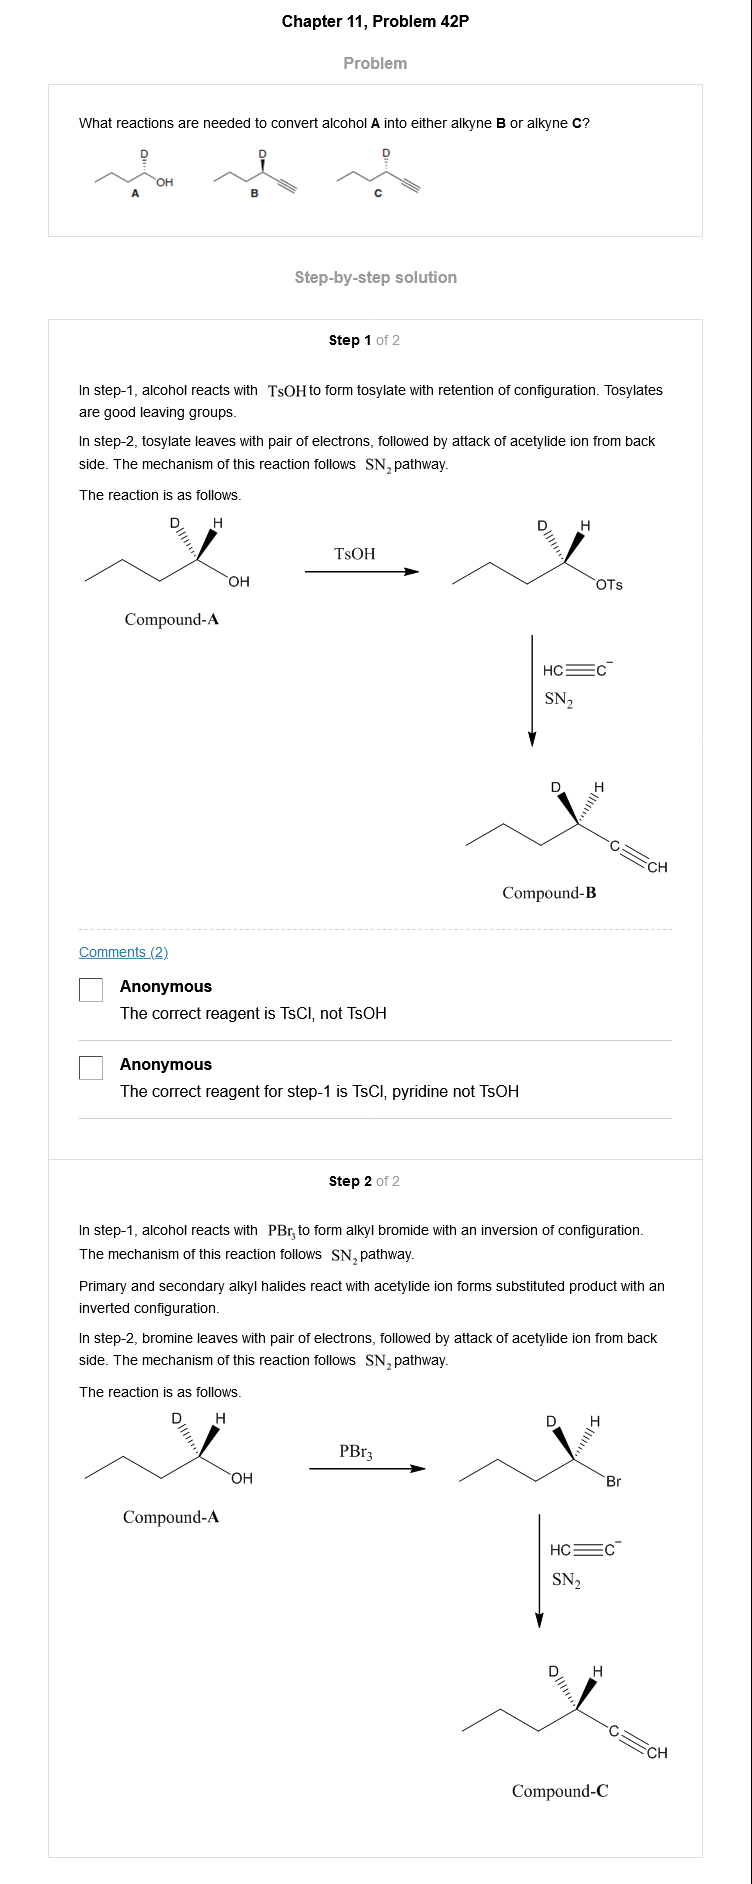 Chapter 11, Problem 42P
Problem
What reactions are needed to convert alcohol A into either alkyne B or alkyne C?
D
OH
A
D
B
D
C
Step-by-step solution
Step 1 of 2
In step-1, alcohol reacts with TsOH to form tosylate with retention of configuration. Tosylates
are good leaving groups.
In step-2, tosylate leaves with pair of electrons, followed by attack of acetylide ion from back
side. The mechanism of this reaction follows SN₂ pathway.
The reaction is as follows.
D H
OH
Compound-A
TsOH
D H
OTs
HC≡C⁻
SN₂
D H
C≡CH
Compound-B
Comments (2)
Anonymous
The correct reagent is TsCl, not TsOH
Anonymous
The correct reagent for step-1 is TsCl, pyridine not TsOH
Step 2 of 2
In step-1, alcohol reacts with PBr₃ to form alkyl bromide with an inversion of configuration.
The mechanism of this reaction follows SN₂ pathway.
Primary and secondary alkyl halides react with acetylide ion forms substituted product with an
inverted configuration.
In step-2, bromine leaves with pair of electrons, followed by attack of acetylide ion from back
side. The mechanism of this reaction follows SN₂ pathway.
The reaction is as follows.
D H
OH
Compound-A
PBr₃
D H
Br
HC≡C⁻
SN₂
D H
C≡CH
Compound-C